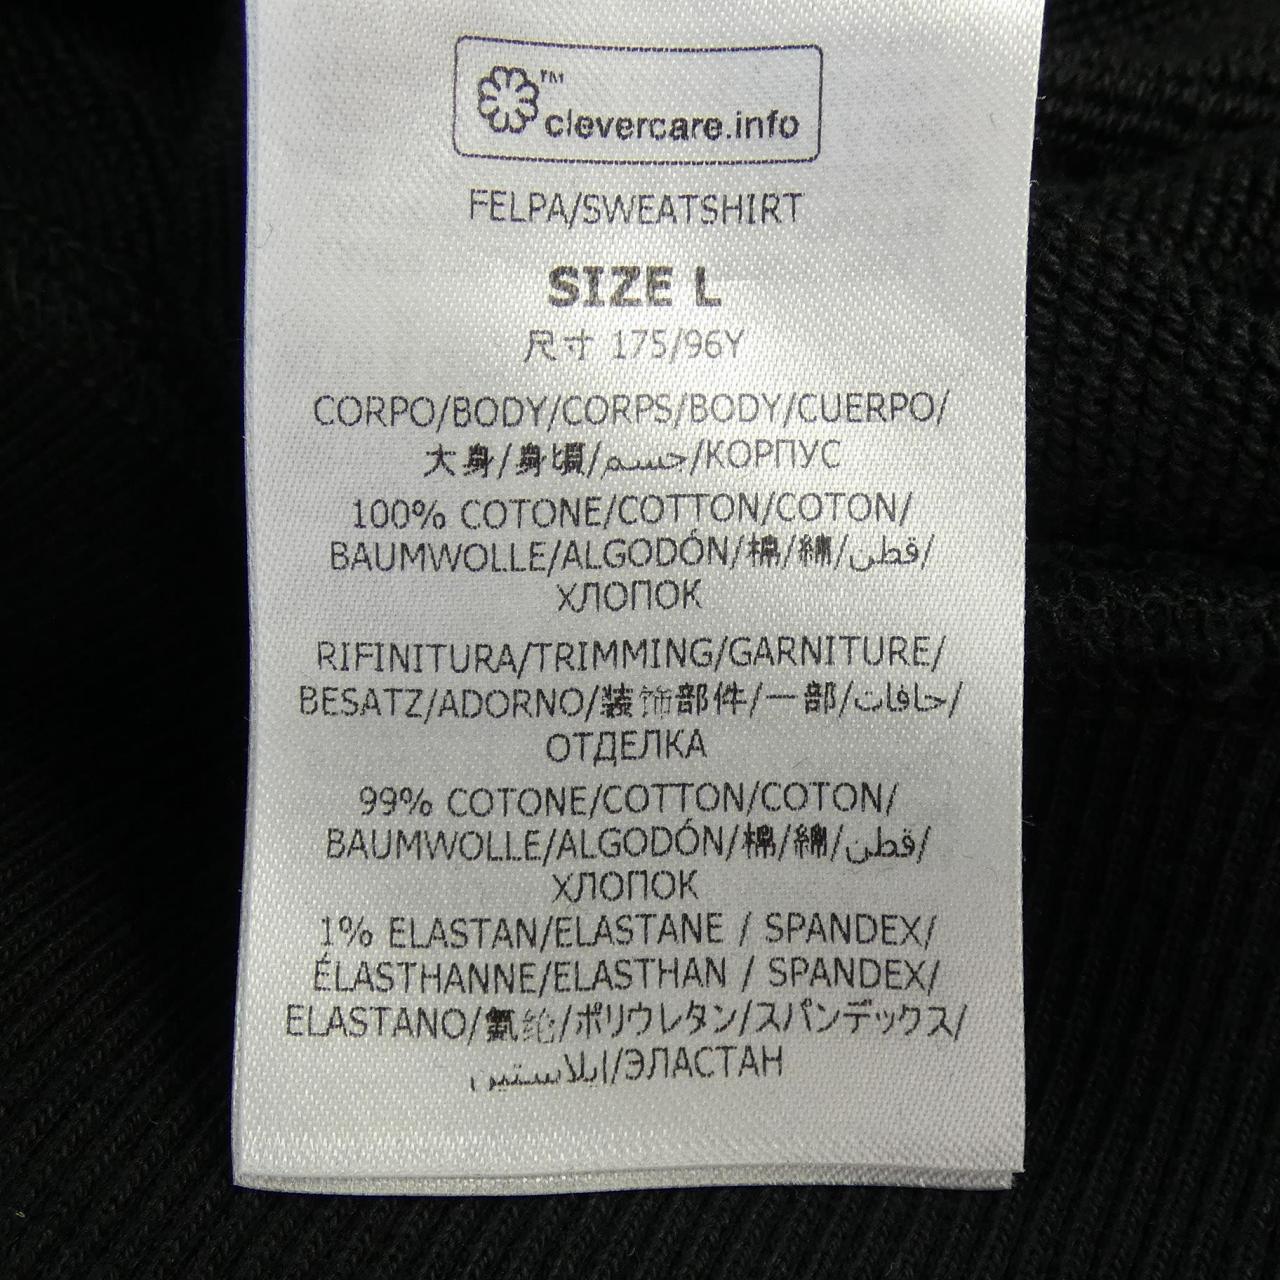 ™ clevercare.info
FELPA/SWEATSHIRT
SIZE L
尺寸 175/96Y
CORPO/BODY/CORPS/BODY/CUERPO/
大身/身頃/جسم/КОРПУС
100% COTONE/COTTON/COTON/
BAUMWOLLE/ALGODÓN/棉/綿/قطن/
ХЛОПОК
RIFINITURA/TRIMMING/GARNITURE/
BESATZ/ADORNO/装饰部件/一部/حافات/
ОТДЕЛКА
99% COTONE/COTTON/COTON/
BAUMWOLLE/ALGODÓN/棉/綿/قطن/
ХЛОПОК
1% ELASTAN/ELASTANE / SPANDEX/
ÉLASTHANNE/ELASTHAN / SPANDEX/
ELASTANO/氨纶/ポリウレタン/スパンデックス/
ایلاستین/ЭЛАСТАН